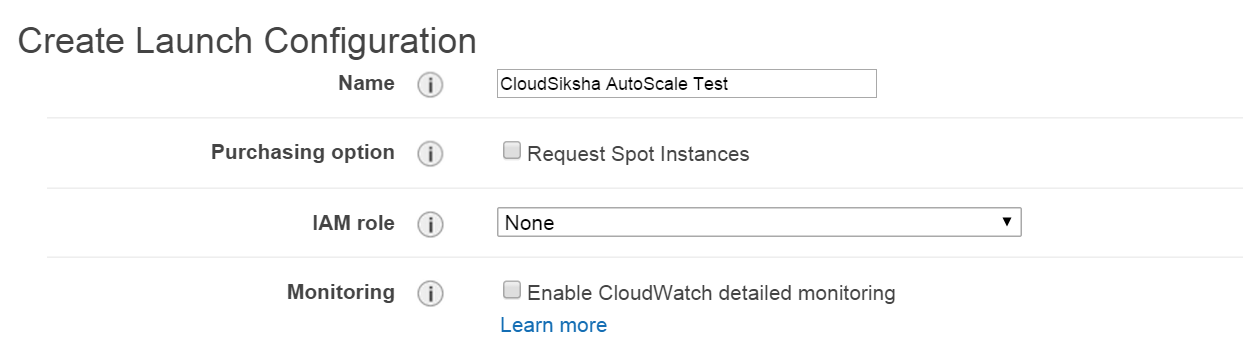 Create Launch Configuration
Name i CloudSiksha AutoScale Test
Purchasing option i Request Spot Instances
IAM role i None
Monitoring i Enable CloudWatch detailed monitoring
Learn more